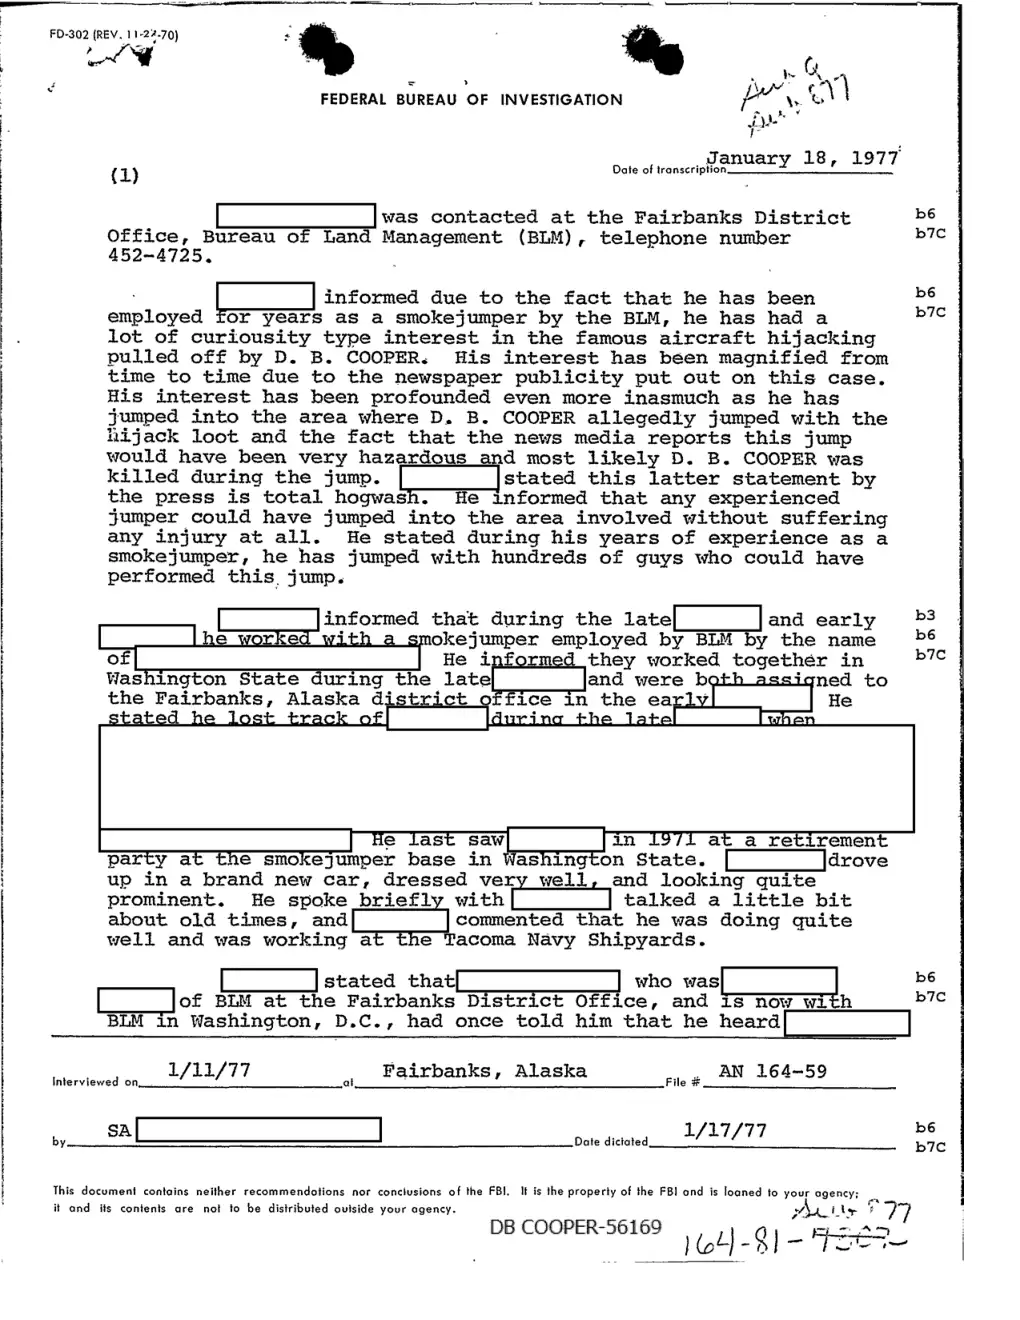 FD-302 (REV. 11-27-70)
FEDERAL BUREAU OF INVESTIGATION
Sub 877
January 18, 1977
Date of transcription
(1)
was contacted at the Fairbanks District b6
Office, Bureau of Land Management (BLM), telephone number b7C
452-4725.
informed due to the fact that he has been b6
employed for years as a smokejumper by the BLM, he has had a b7C
lot of curiousity type interest in the famous aircraft hijacking
pulled off by D. B. COOPER. His interest has been magnified from
time to time due to the newspaper publicity put out on this case.
His interest has been profounded even more inasmuch as he has
jumped into the area where D. B. COOPER allegedly jumped with the
hijack loot and the fact that the news media reports this jump
would have been very hazardous and most likely D. B. COOPER was
killed during the jump. stated this latter statement by
the press is total hogwash. He informed that any experienced
jumper could have jumped into the area involved without suffering
any injury at all. He stated during his years of experience as a
smokejumper, he has jumped with hundreds of guys who could have
performed this jump.
informed that during the late and early b3
he worked with a smokejumper employed by BLM by the name b6
of He informed they worked together in b7C
Washington State during the late and were both assigned to
the Fairbanks, Alaska district office in the early He
stated he lost track of during the late when
He last saw in 1971 at a retirement
party at the smokejumper base in Washington State. drove
up in a brand new car, dressed very well, and looking quite
prominent. He spoke briefly with talked a little bit
about old times, and commented that he was doing quite
well and was working at the Tacoma Navy Shipyards.
stated that who was b6
of BLM at the Fairbanks District Office, and is now with b7C
BLM in Washington, D.C., had once told him that he heard
Interviewed on 1/11/77 at Fairbanks, Alaska File # AN 164-59
by SA Date dictated 1/17/77 b6
b7C
This document contains neither recommendations nor conclusions of the FBI. It is the property of the FBI and is loaned to your agency;
it and its contents are not to be distributed outside your agency.
DB COOPER-56169
164-81-